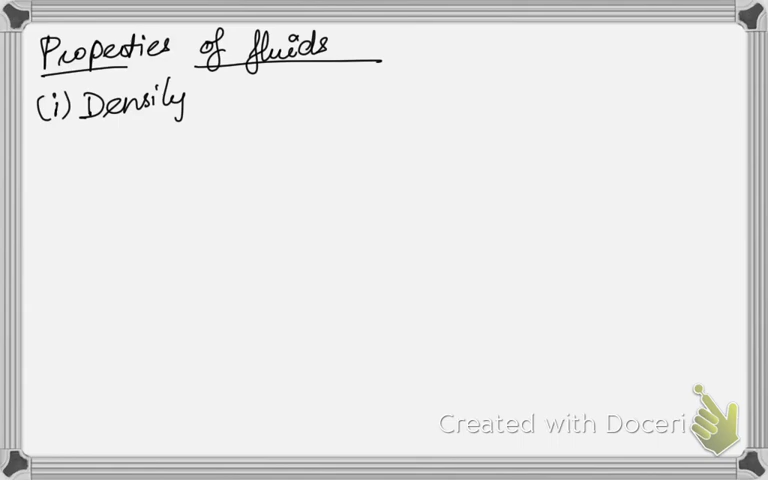 Properties of fluids
(i) Density
Created with Doceri